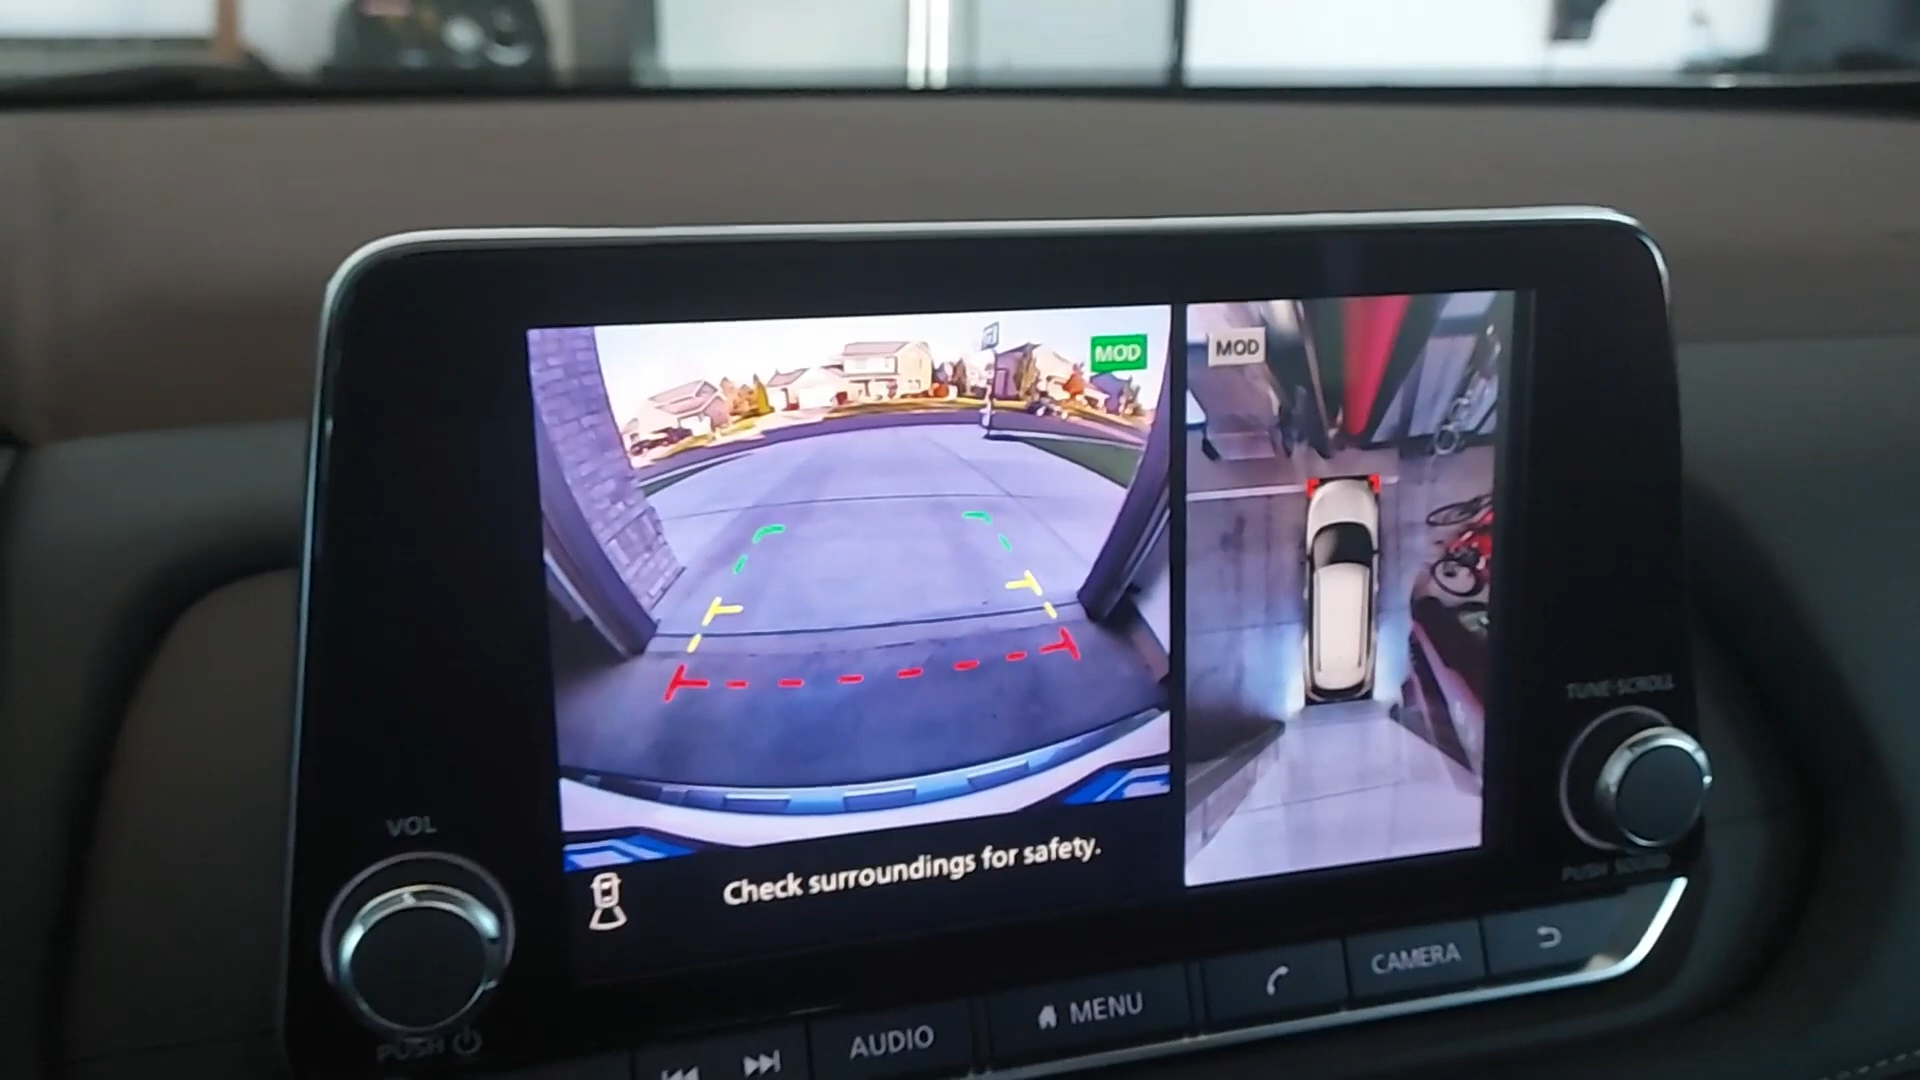 MOD
MOD
Check surroundings for safety.
VOL
PUSH
TUNE·SCROLL
PUSH SOUND
AUDIO
MENU
CAMERA